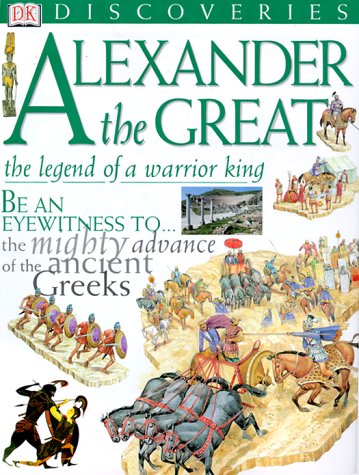 DK DISCOVERIES
ALEXANDER
the GREAT
the legend of a warrior king
BE AN
EYEWITNESS TO...
the mighty advance
of the ancient
Greeks